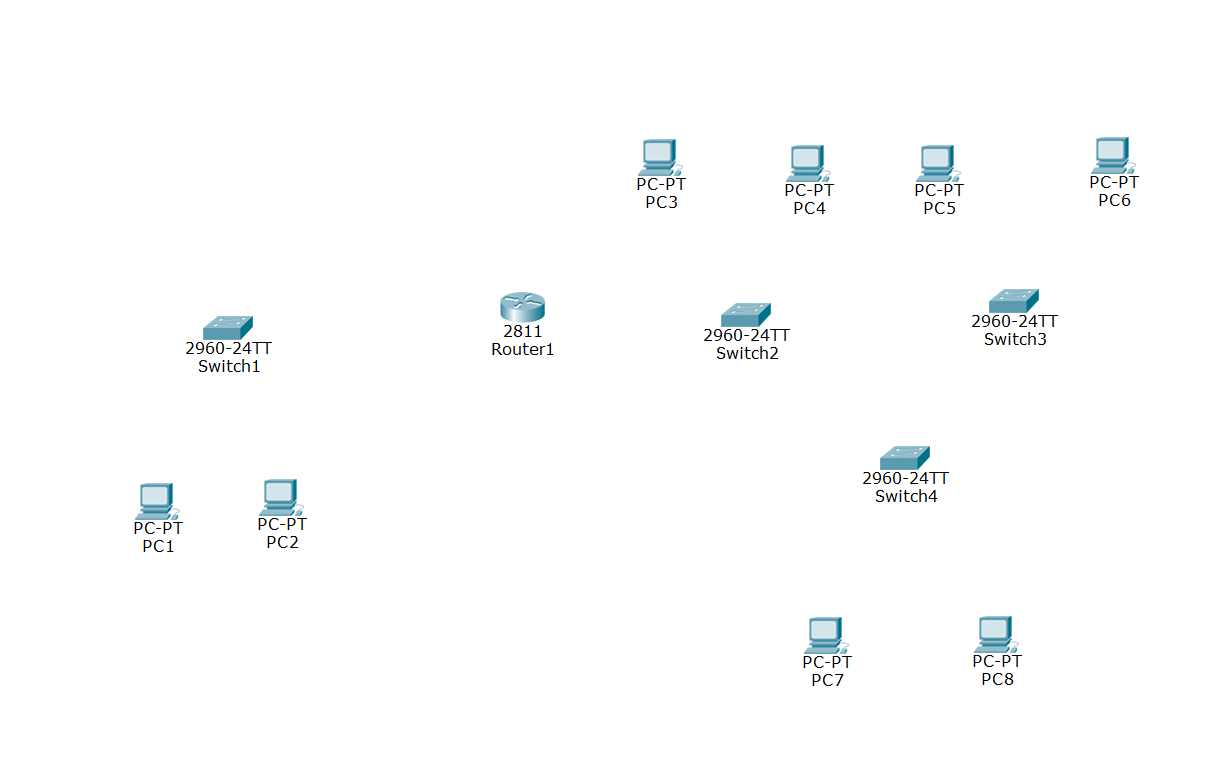 PC-PT
PC3
PC-PT
PC4
PC-PT
PC5
PC-PT
PC6
2960-24TT
Switch1
2811
Router1
2960-24TT
Switch2
2960-24TT
Switch3
2960-24TT
Switch4
PC-PT
PC1
PC-PT
PC2
PC-PT
PC7
PC-PT
PC8